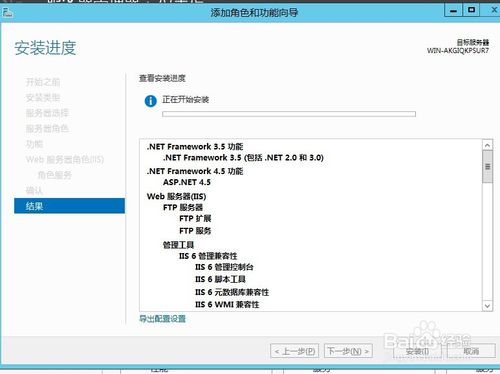 添加角色和功能向导
安装进度
目标服务器
WIN-AKGIQKPSUR7
开始之前
安装类型
服务器选择
服务器角色
功能
Web 服务器角色(IIS)
角色服务
确认
结果
查看安装进度
正在开始安装
.NET Framework 3.5 功能
.NET Framework 3.5 (包括 .NET 2.0 和 3.0)
.NET Framework 4.5 功能
ASP.NET 4.5
Web 服务器(IIS)
FTP 服务器
FTP 扩展
FTP 服务
管理工具
IIS 6 管理兼容性
IIS 6 管理控制台
IIS 6 脚本工具
IIS 6 元数据库兼容性
IIS 6 WMI 兼容性
导出配置设置
< 上一步(P) 下一步(N) > 安装(I) 取消
Baidu 经验